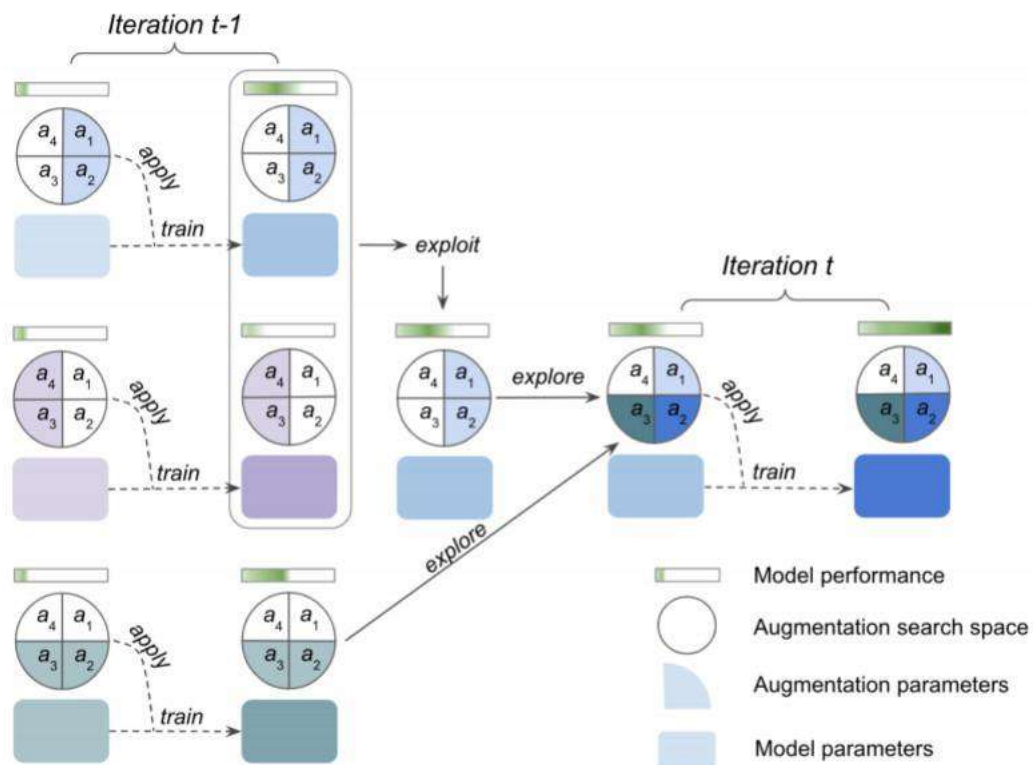 Iteration t-1
a₄ a₁
a₃ a₂
apply
train
a₄ a₁
a₃ a₂
exploit
Iteration t
a₄ a₁
a₃ a₂
apply
train
a₄ a₁
a₃ a₂
a₄ a₁
a₃ a₂
explore
a₄ a₁
a₃ a₂
apply
train
a₄ a₁
a₃ a₂
explore
a₄ a₁
a₃ a₂
apply
train
a₄ a₁
a₃ a₂
Model performance
Augmentation search space
Augmentation parameters
Model parameters